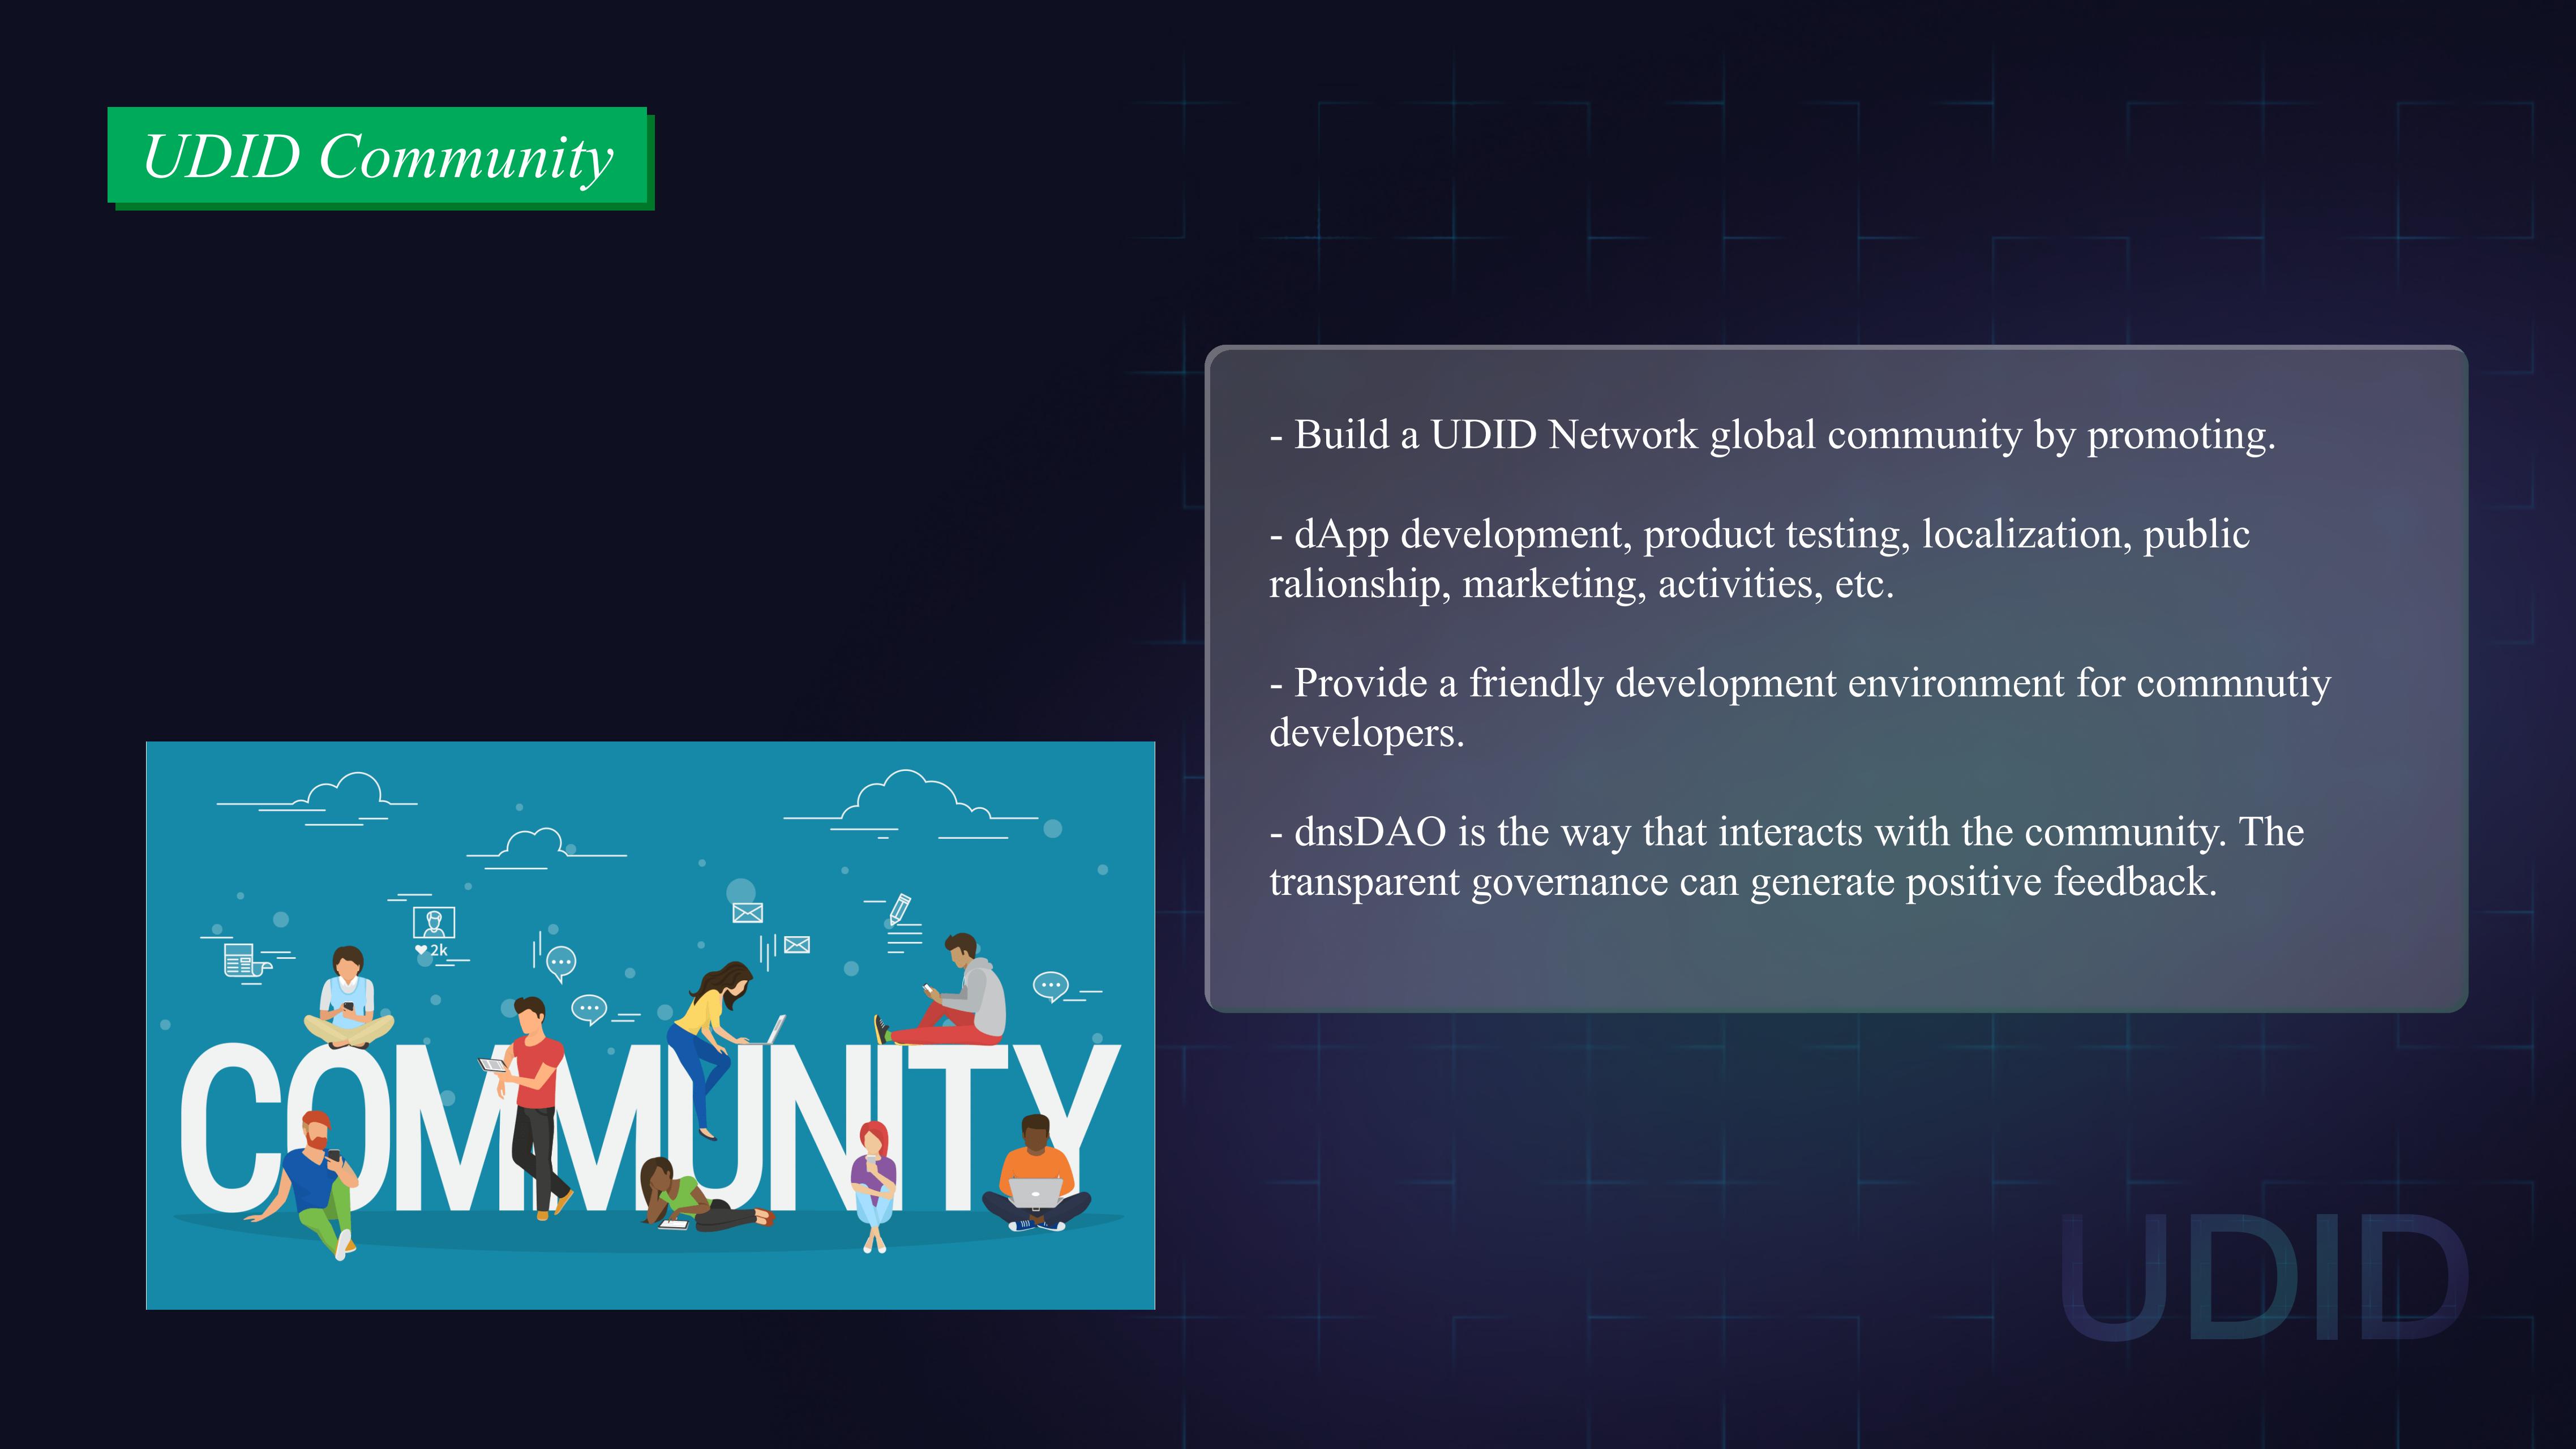 UDID Community
- Build a UDID Network global community by promoting.
- dApp development, product testing, localization, public
ralionship, marketing, activities, etc.
- Provide a friendly development environment for commnutiy
developers.
- dnsDAO is the way that interacts with the community. The
transparent governance can generate positive feedback.
2k
COMMUNITY
UDID